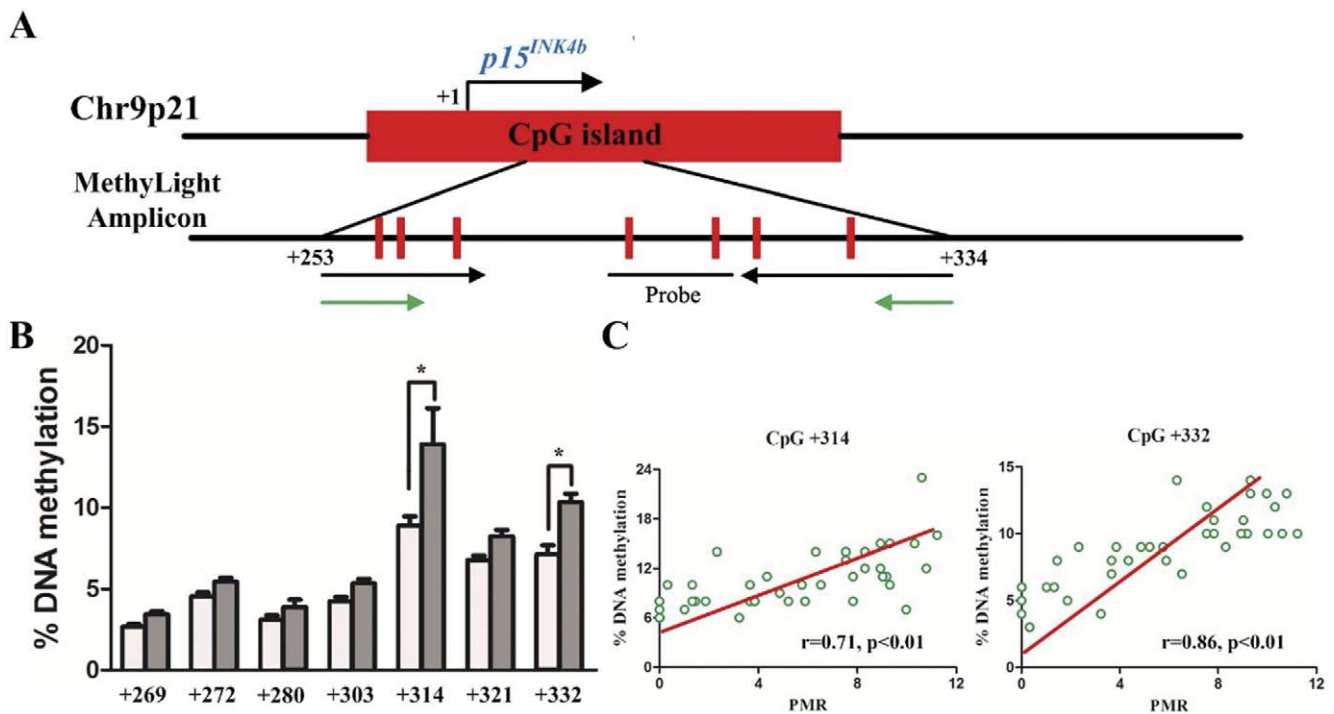 A
p15^INK4b
+1
Chr9p21
CpG island
MethyLight
Amplicon
+253
+334
Probe
B
C
% DNA methylation
20
15
10
5
0
*
*
+269 +272 +280 +303 +314 +321 +332
CpG +314
% DNA methylation
24
18
12
6
0
r=0.71, p<0.01
0 4 8 12
PMR
CpG +332
% DNA methylation
15
10
5
0
r=0.86, p<0.01
0 4 8 12
PMR